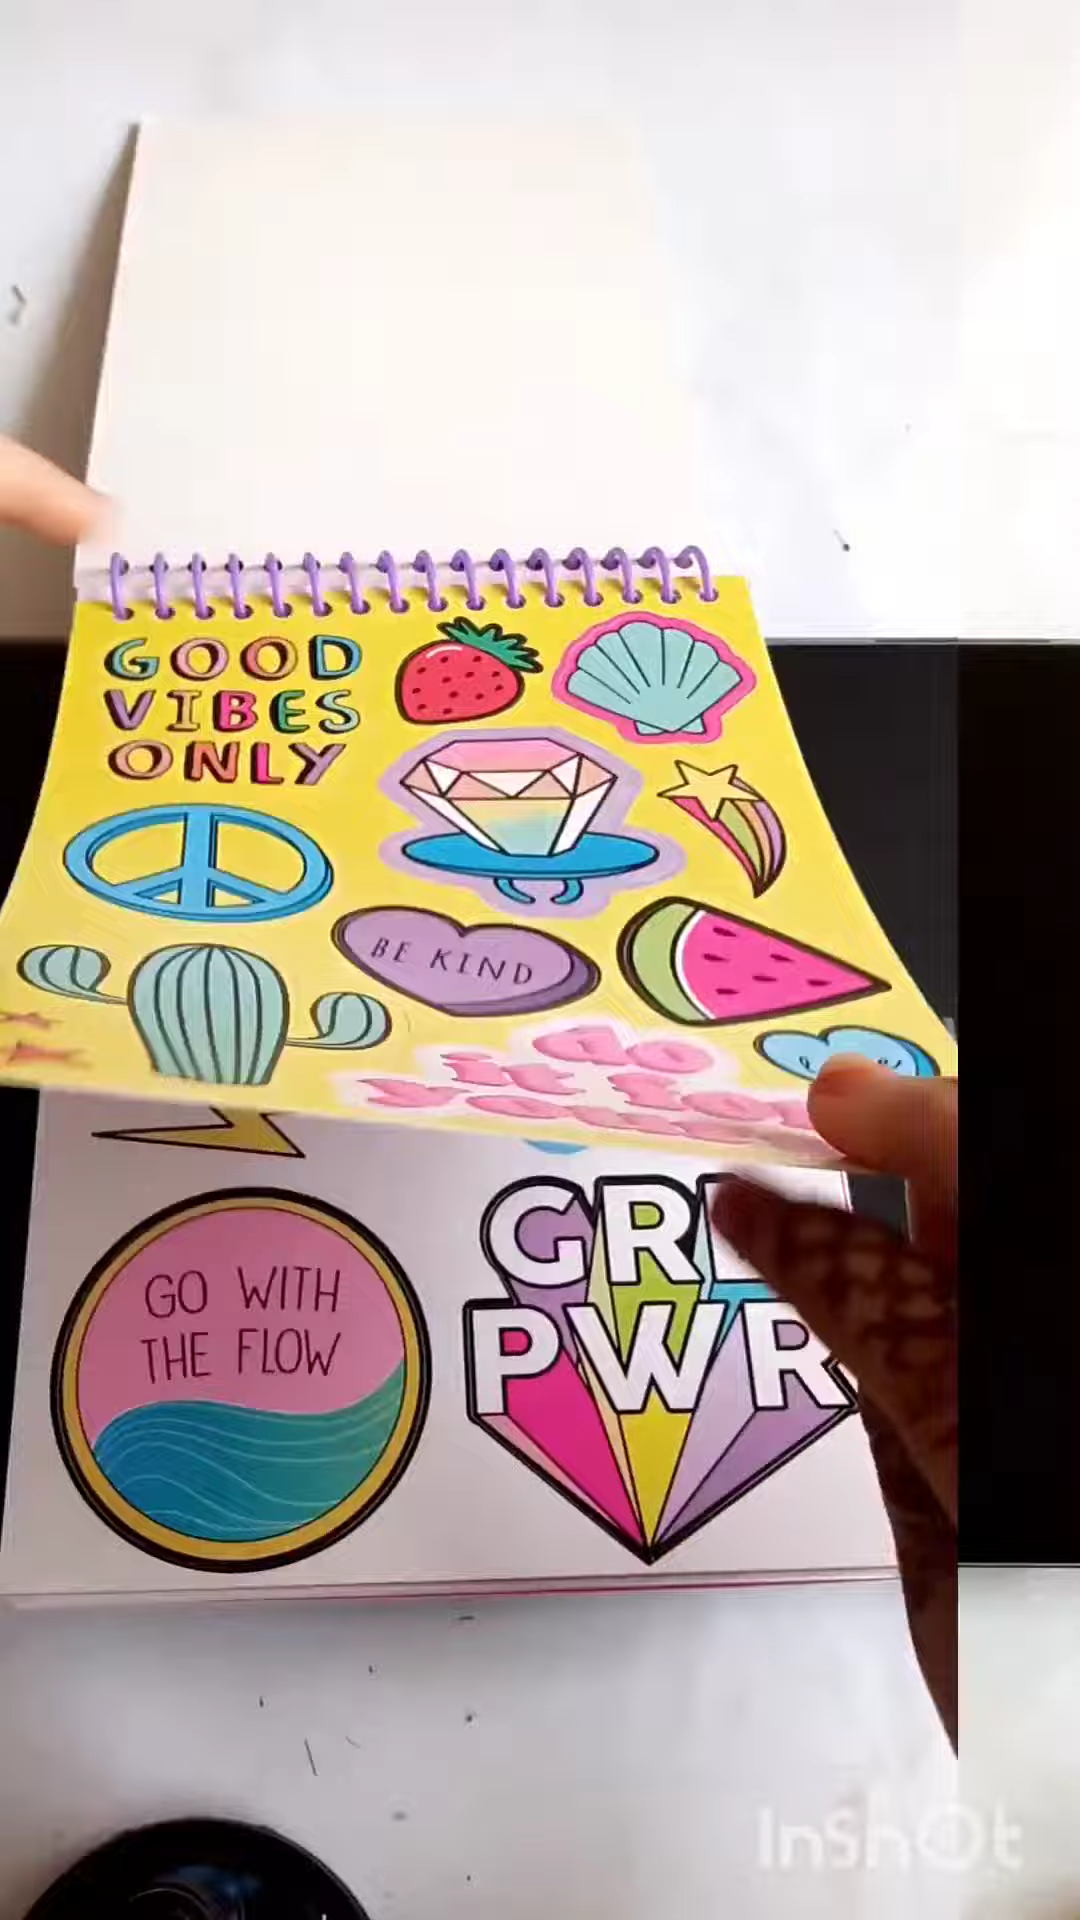 GOOD
VIBES
ONLY
BE KIND
GO WITH
THE FLOW
PWR
InShOt